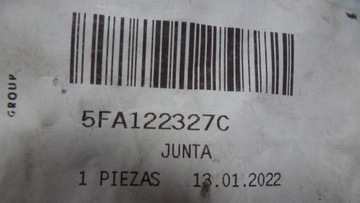 GROUP
5FA122327C
JUNTA
1 PIEZAS 13.01.2022